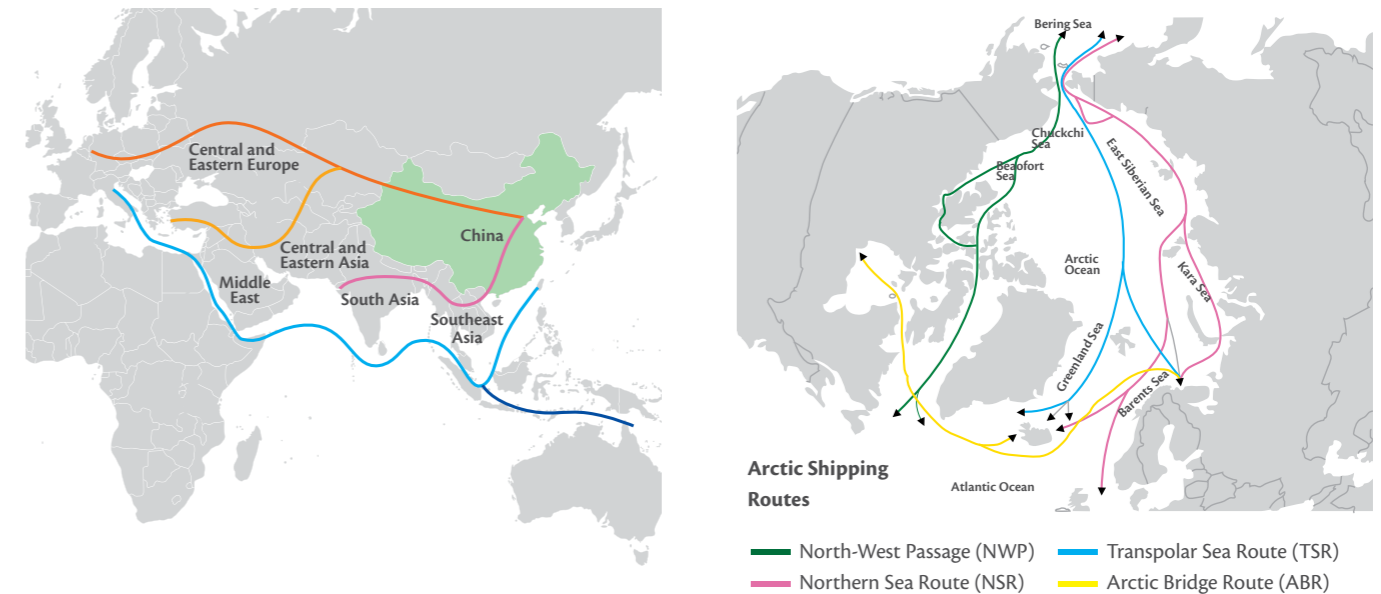 Central and
Eastern Europe
China
Central and
Eastern Asia
Middle
East
South Asia
Southeast
Asia
Bering Sea
Chuckchi
Sea
Beaofort
Sea
East Siberian Sea
Arctic
Ocean
Kara Sea
Greenland Sea
Barents Sea
Atlantic Ocean
Arctic Shipping
Routes
North-West Passage (NWP)
Transpolar Sea Route (TSR)
Northern Sea Route (NSR)
Arctic Bridge Route (ABR)